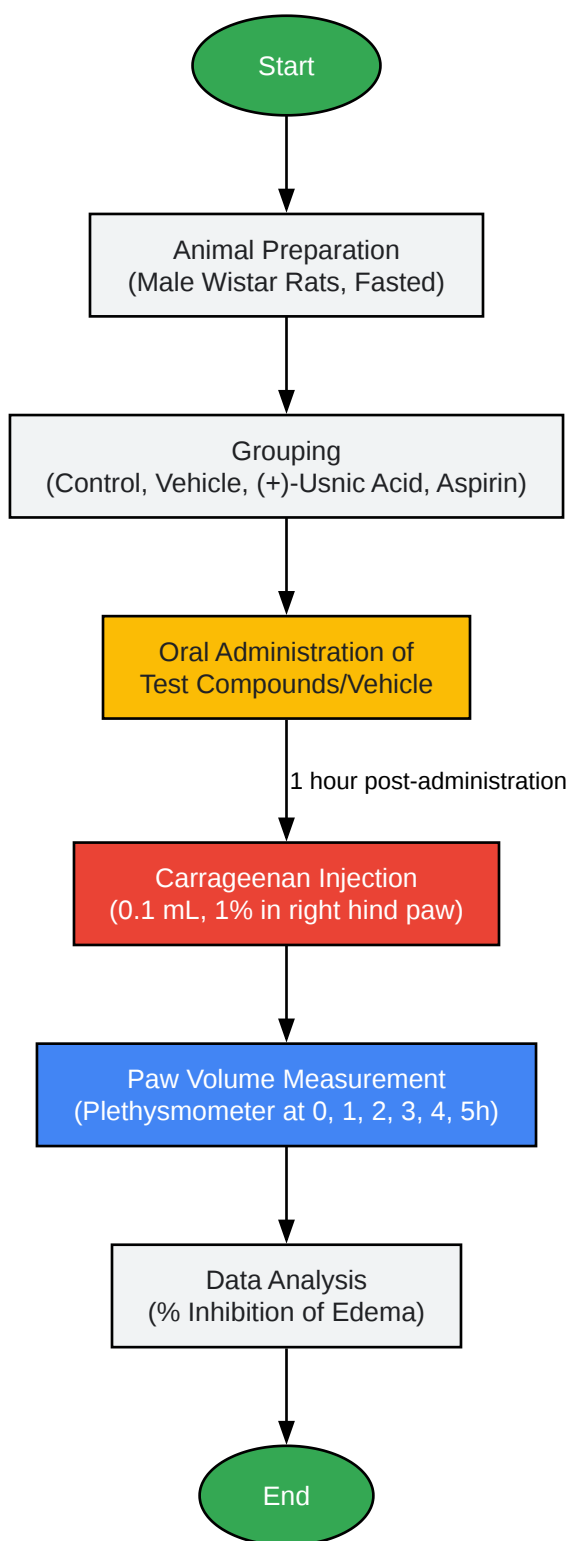 Start
Animal Preparation
(Male Wistar Rats, Fasted)
Grouping
(Control, Vehicle, (+)-Usnic Acid, Aspirin)
Oral Administration of
Test Compounds/Vehicle
1 hour post-administration
Carrageenan Injection
(0.1 mL, 1% in right hind paw)
Paw Volume Measurement
(Plethysmometer at 0, 1, 2, 3, 4, 5h)
Data Analysis
(% Inhibition of Edema)
End